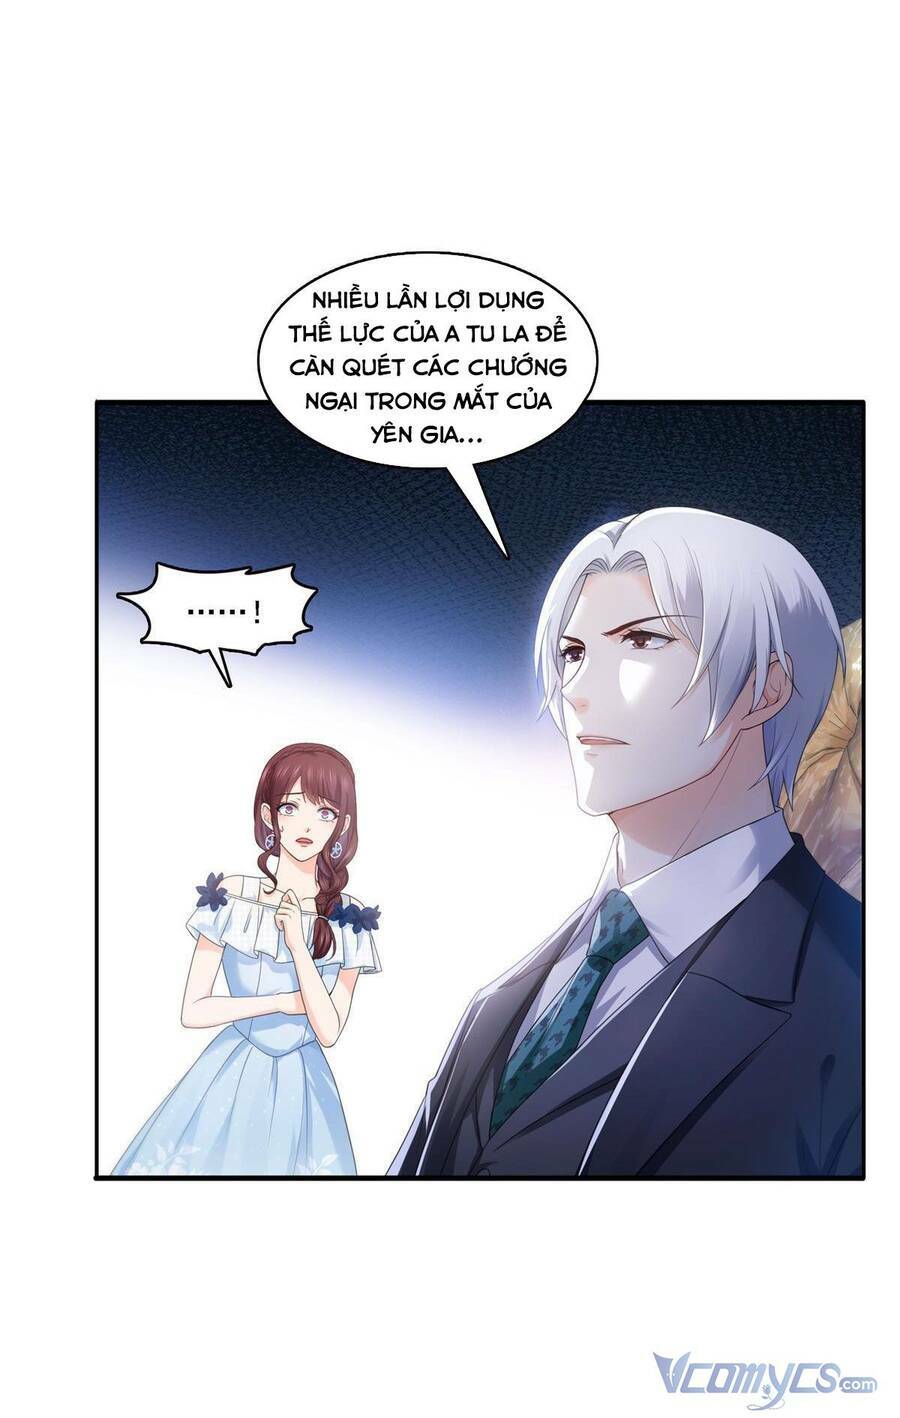 NHIỀU LẦN LỢI DỤNG
THẾ LỰC CỦA A TU LA ĐỂ
CÀN QUÉT CÁC CHƯỚNG
NGẠI TRONG MẮT CỦA
YÊN GIA...
.......!
VCOMYCS.com